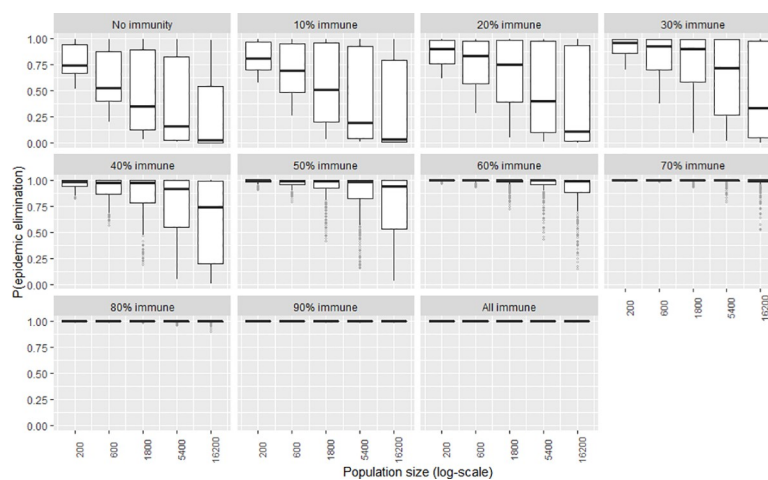 No immunity 10% immune 20% immune 30% immune
1.00
0.75
0.50
0.25
0.00
40% immune 50% immune 60% immune 70% immune
1.00
0.75
0.50
0.25
0.00
200 600 1800 5400 16200
80% immune 90% immune All immune
1.00
0.75
0.50
0.25
0.00
200 600 1800 5400 16200 200 600 1800 5400 16200 200 600 1800 5400 16200
P(epidemic elimination)
Population size (log-scale)